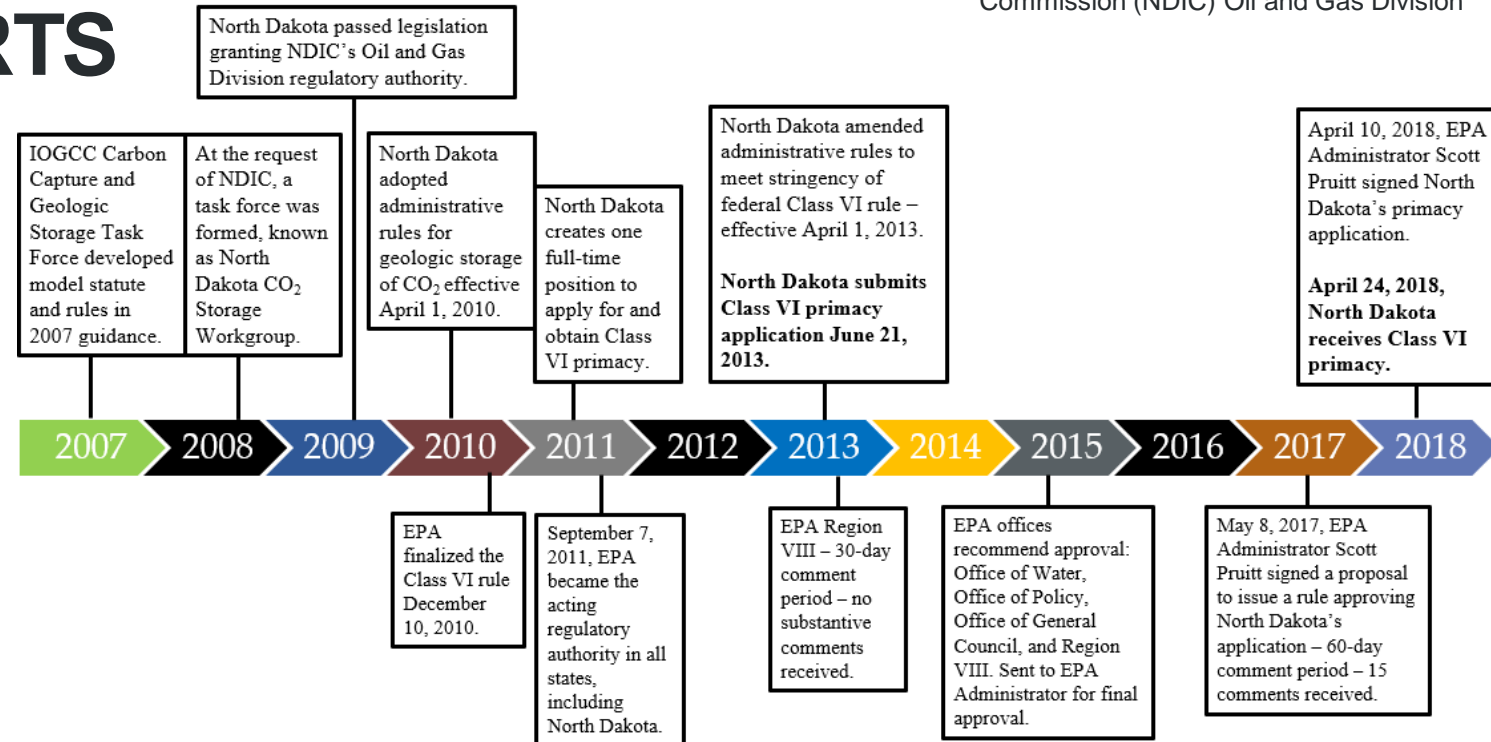 RTS
Commission (NDIC) Oil and Gas Division
North Dakota passed legislation
granting NDIC's Oil and Gas
Division regulatory authority.
IOGCC Carbon
Capture and
Geologic
Storage Task
Force developed
model statute
and rules in
2007 guidance.
At the request
of NDIC, a
task force was
formed, known
as North
Dakota CO₂
Storage
Workgroup.
North Dakota
adopted
administrative
rules for
geologic storage
of CO₂ effective
April 1, 2010.
North Dakota
creates one
full-time
position to
apply for and
obtain Class
VI primacy.
North Dakota amended
administrative rules to
meet stringency of
federal Class VI rule –
effective April 1, 2013.
North Dakota submits
Class VI primacy
application June 21,
2013.
April 10, 2018, EPA
Administrator Scott
Pruitt signed North
Dakota's primacy
application.
April 24, 2018,
North Dakota
receives Class VI
primacy.
2007 2008 2009 2010 2011 2012 2013 2014 2015 2016 2017 2018
EPA
finalized the
Class VI rule
December
10, 2010.
September 7,
2011, EPA
became the
acting
regulatory
authority in all
states,
including
North Dakota.
EPA Region
VIII – 30-day
comment
period – no
substantive
comments
received.
EPA offices
recommend approval:
Office of Water,
Office of Policy,
Office of General
Council, and Region
VIII. Sent to EPA
Administrator for final
approval.
May 8, 2017, EPA
Administrator Scott
Pruitt signed a proposal
to issue a rule approving
North Dakota's
application – 60-day
comment period – 15
comments received.